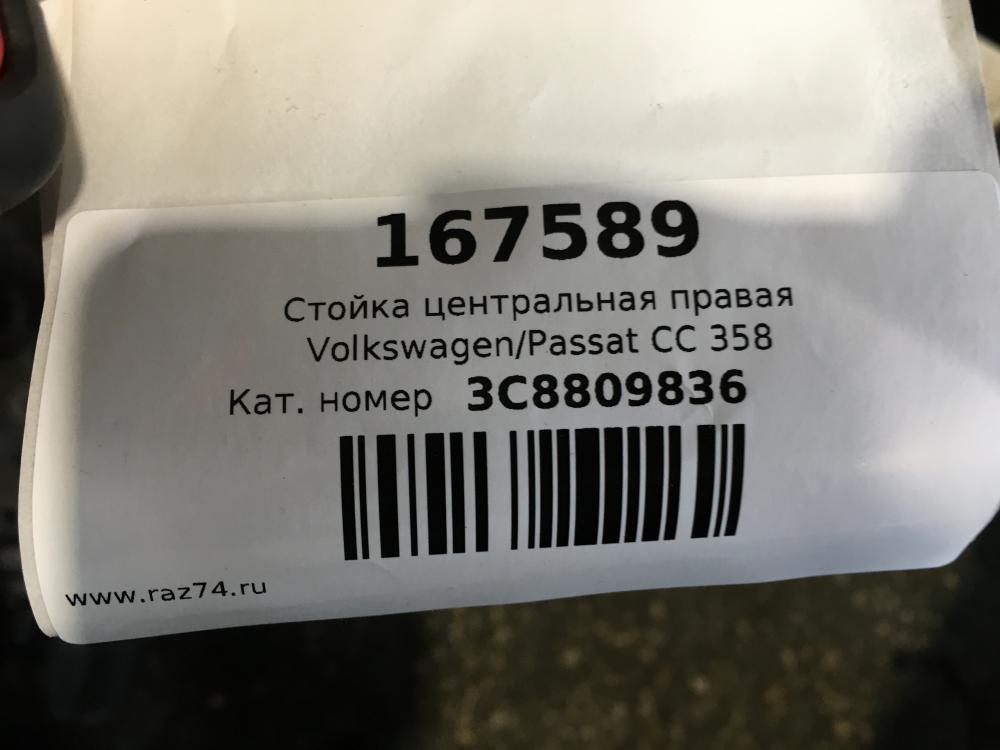 167589
Стойка центральная правая
Volkswagen/Passat CC 358
Кат. номер 3C8809836
www.raz74.ru